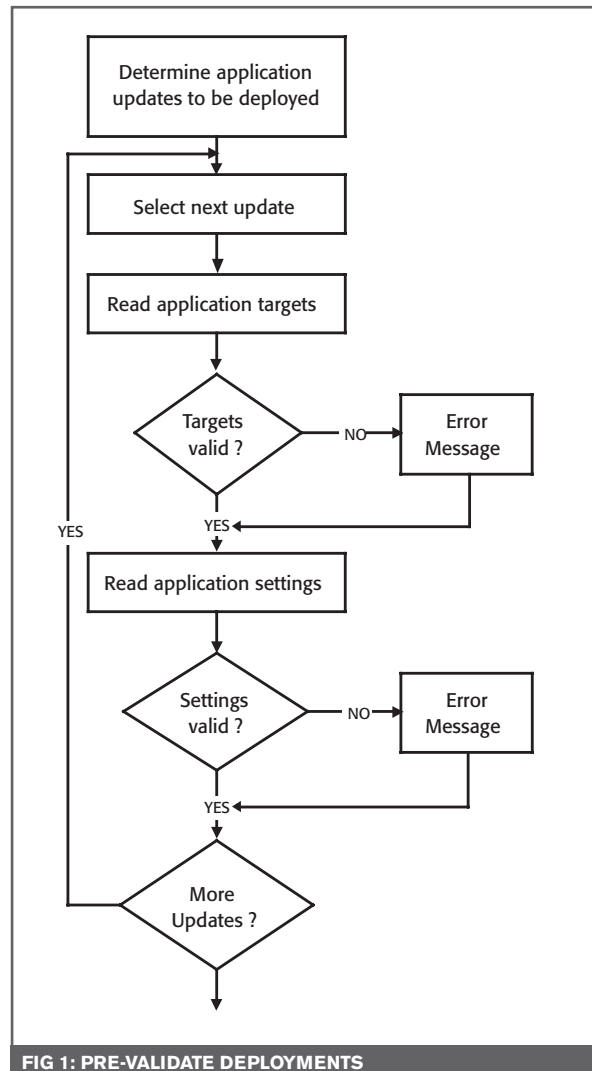 Determine application
updates to be deployed
Select next update
Read application targets
Targets
valid ?
NO
Error
Message
YES
YES
Read application settings
Settings
valid ?
NO
Error
Message
YES
More
Updates ?
FIG 1: PRE-VALIDATE DEPLOYMENTS